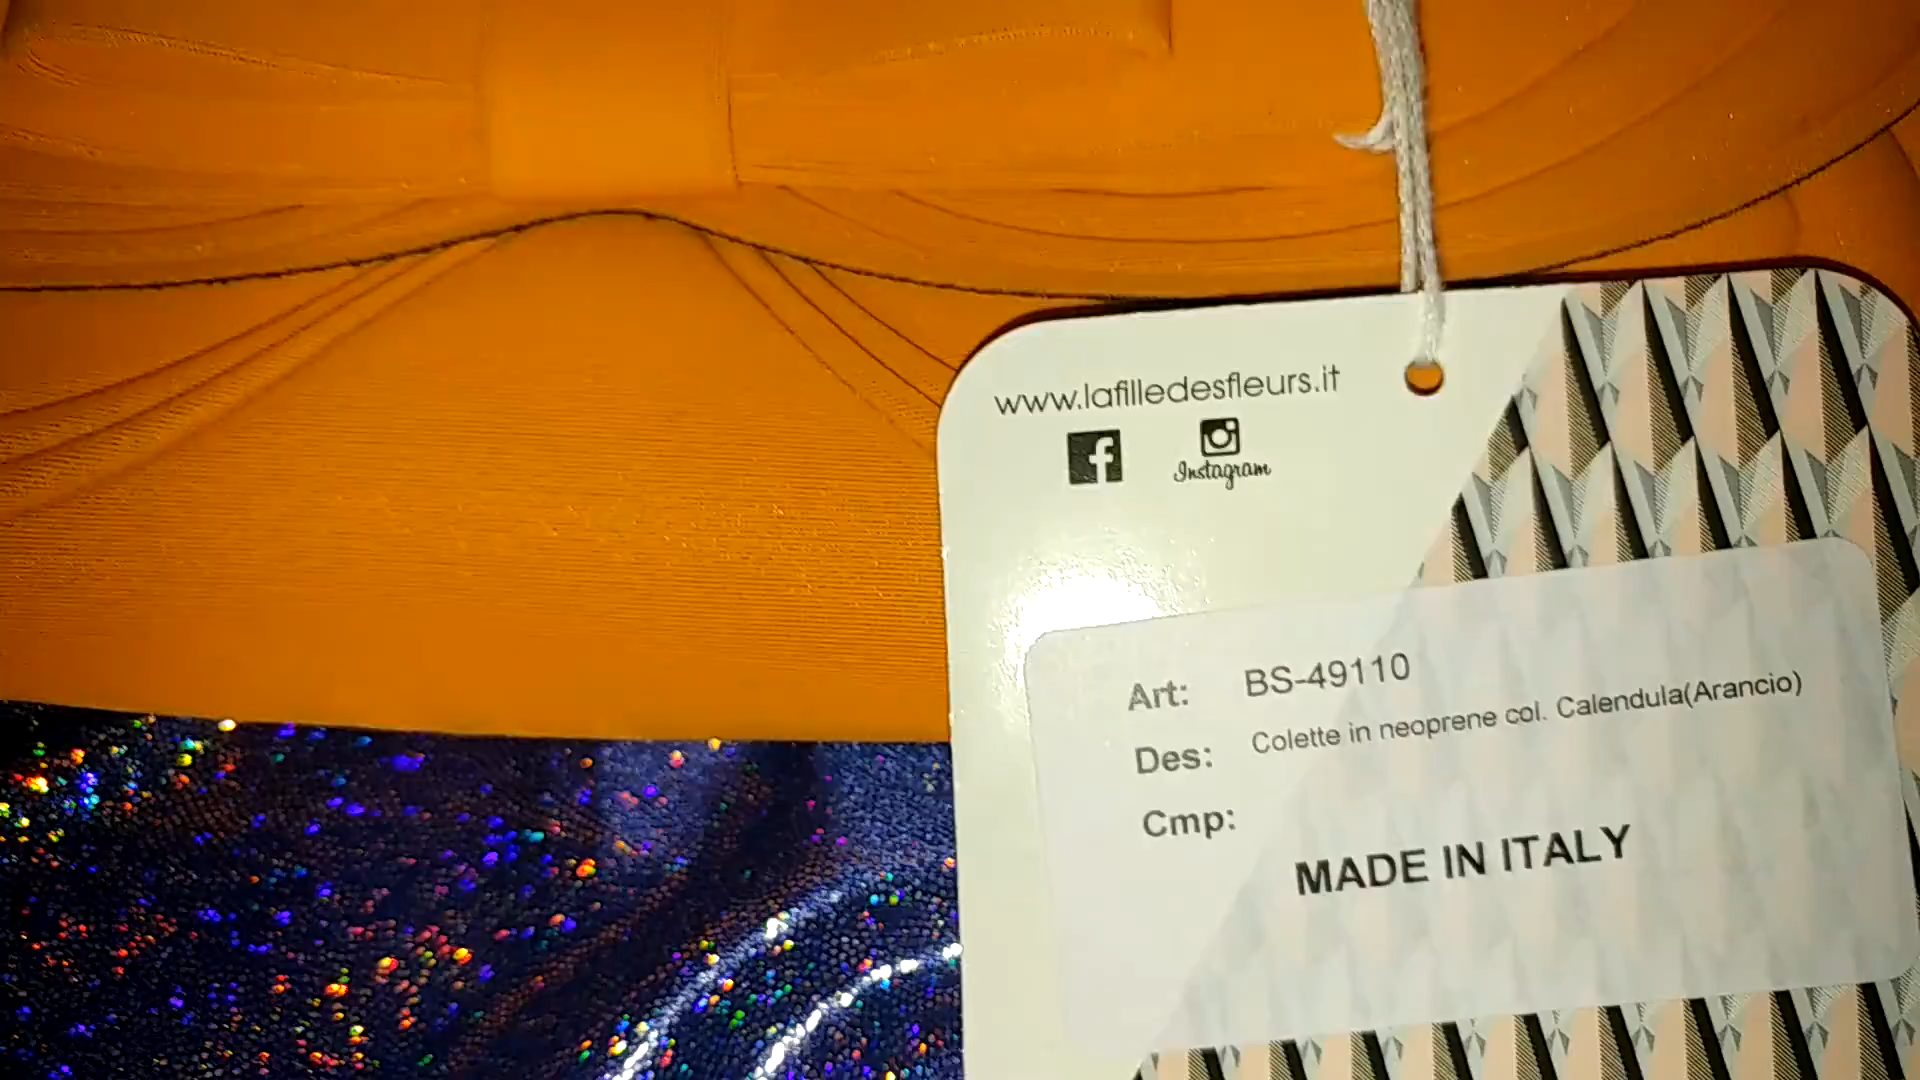 www.lafilledesfleurs.it
Instagram
Art: BS-49110
Des: Colette in neoprene col. Calendula(Arancio)
Cmp:
MADE IN ITALY